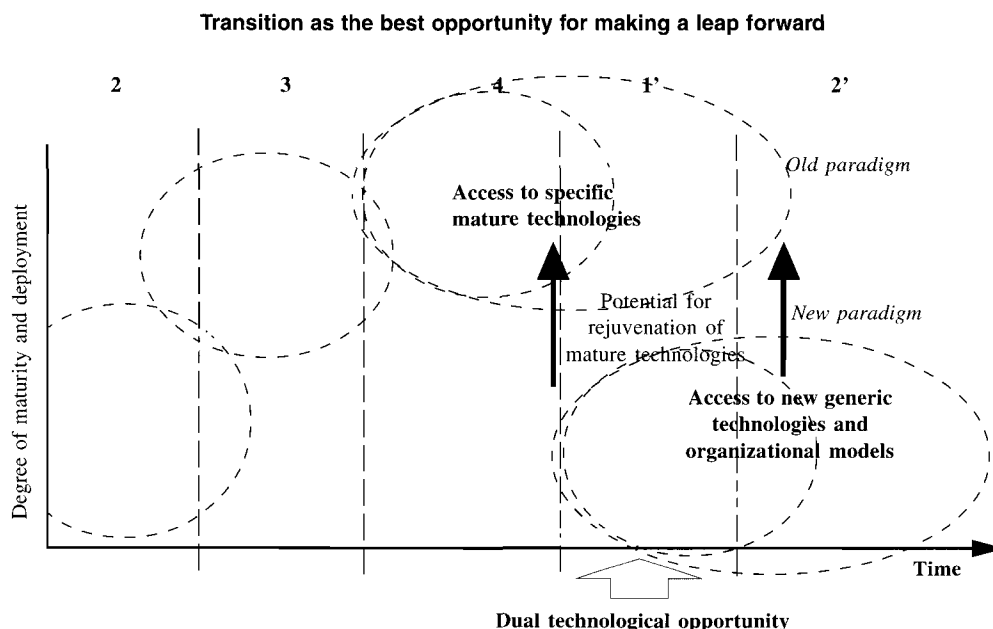 Transition as the best opportunity for making a leap forward
2 3 4 1’ 2’
Old paradigm
Access to specific
mature technologies
Potential for
rejuvenation of
mature technologies
New paradigm
Access to new generic
technologies and
organizational models
Degree of maturity and deployment
Time
Dual technological opportunity